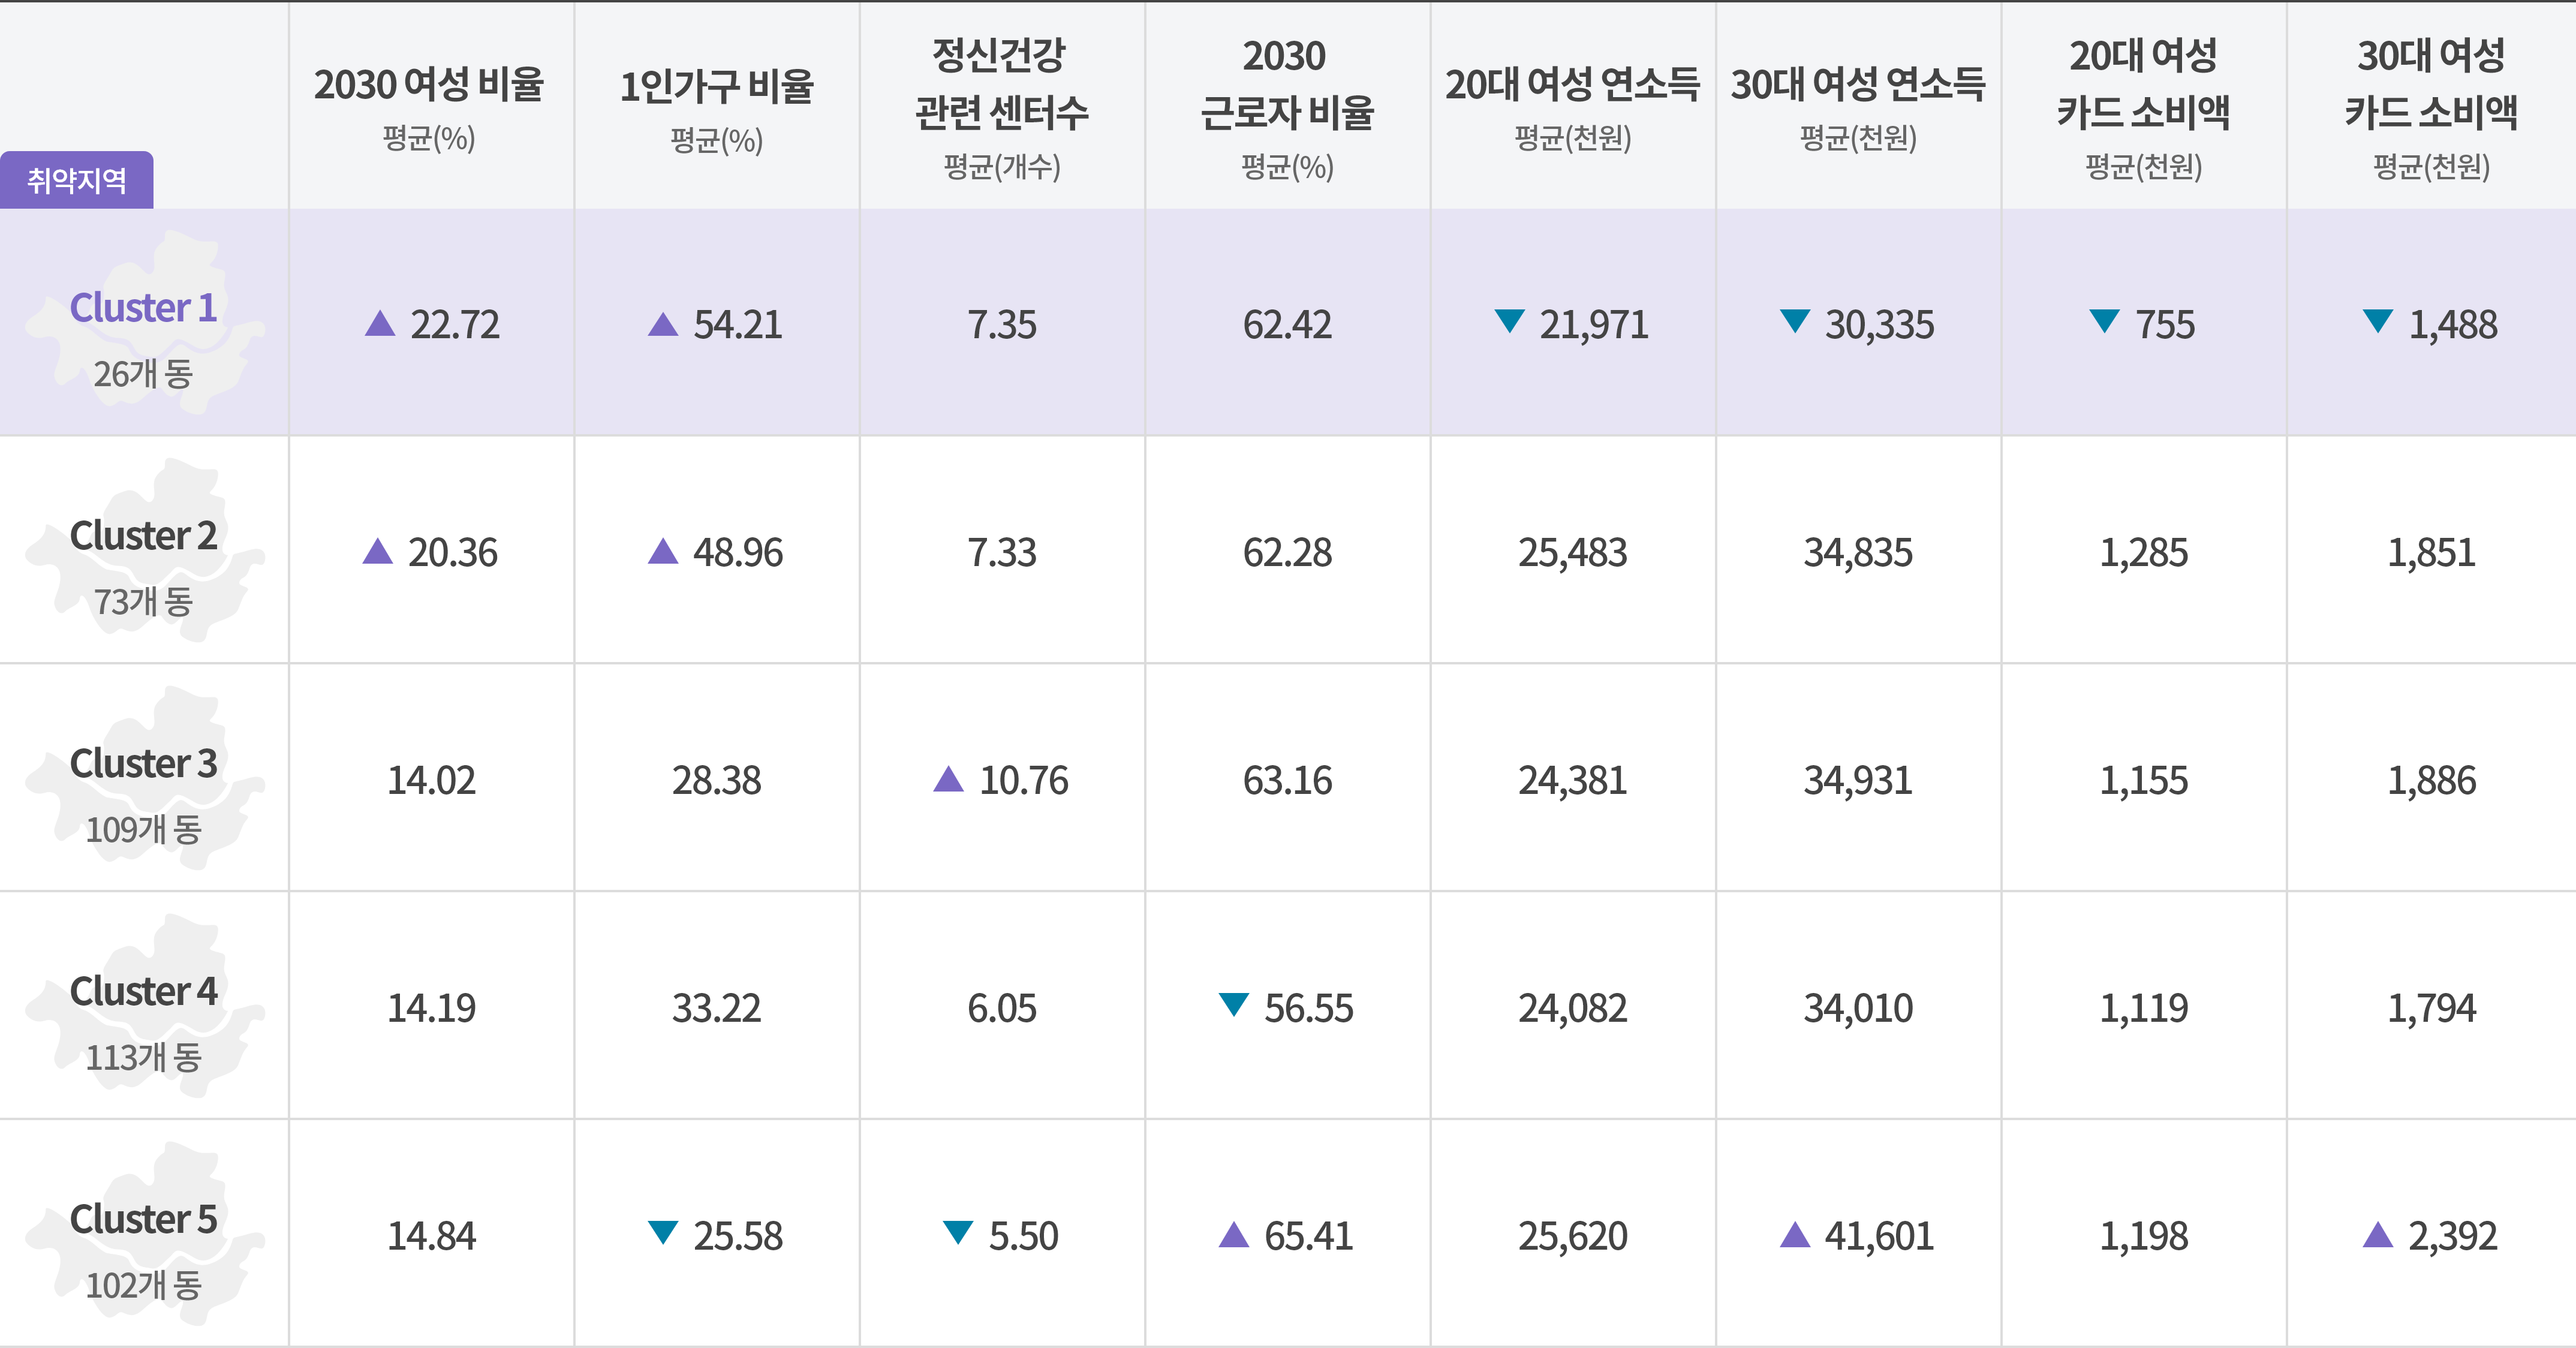 2030 여성 비율
평균(%)
1인가구 비율
평균(%)
정신건강
관련 센터수
평균(개수)
2030
근로자 비율
평균(%)
20대 여성 연소득
평균(천원)
30대 여성 연소득
평균(천원)
20대 여성
카드 소비액
평균(천원)
30대 여성
카드 소비액
평균(천원)
취약지역
Cluster 1
26개 동
▲ 22.72
▲ 54.21
7.35
62.42
▼ 21,971
▼ 30,335
▼ 755
▼ 1,488
Cluster 2
73개 동
▲ 20.36
▲ 48.96
7.33
62.28
25,483
34,835
1,285
1,851
Cluster 3
109개 동
14.02
28.38
▲ 10.76
63.16
24,381
34,931
1,155
1,886
Cluster 4
113개 동
14.19
33.22
6.05
▼ 56.55
24,082
34,010
1,119
1,794
Cluster 5
102개 동
14.84
▼ 25.58
▼ 5.50
▲ 65.41
25,620
▲ 41,601
1,198
▲ 2,392